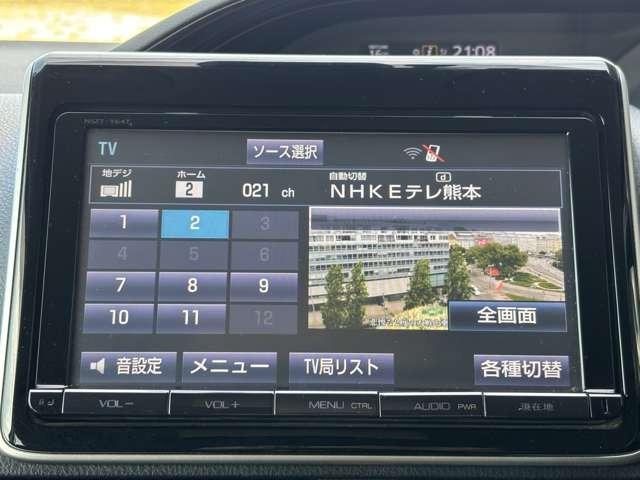 21:08
TV ソース選択
地デジ ホーム 自動切替
2 021 ch NHKEテレ熊本
1 2 3
4 5 6
7 8 9
10 11 12
全画面
音設定 メニュー TV局リスト 各種切替
VOL− VOL+ MENU CTRL AUDIO PWR 現在地